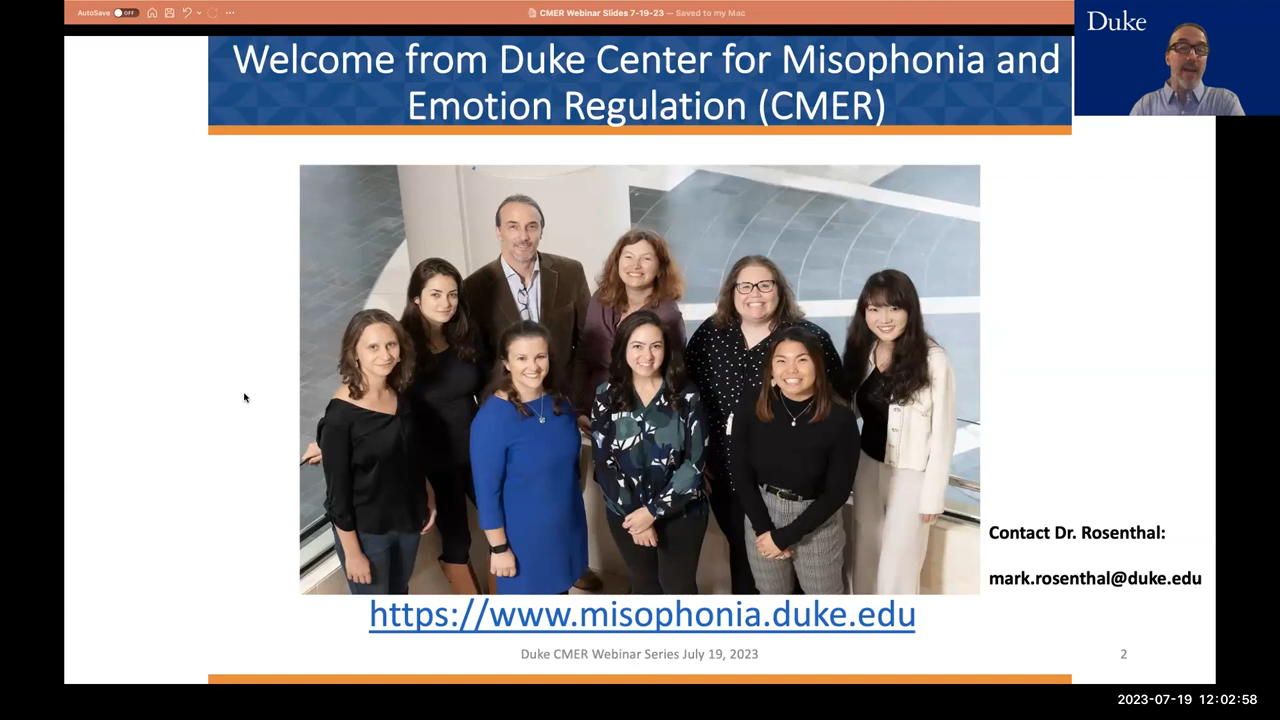 AutoSave OFF
CMER Webinar Slides 7-19-23 — Saved to my Mac
Duke
Welcome from Duke Center for Misophonia and
Emotion Regulation (CMER)
Contact Dr. Rosenthal:
mark.rosenthal@duke.edu
https://www.misophonia.duke.edu
Duke CMER Webinar Series July 19, 2023
2
2023-07-19 12:02:58